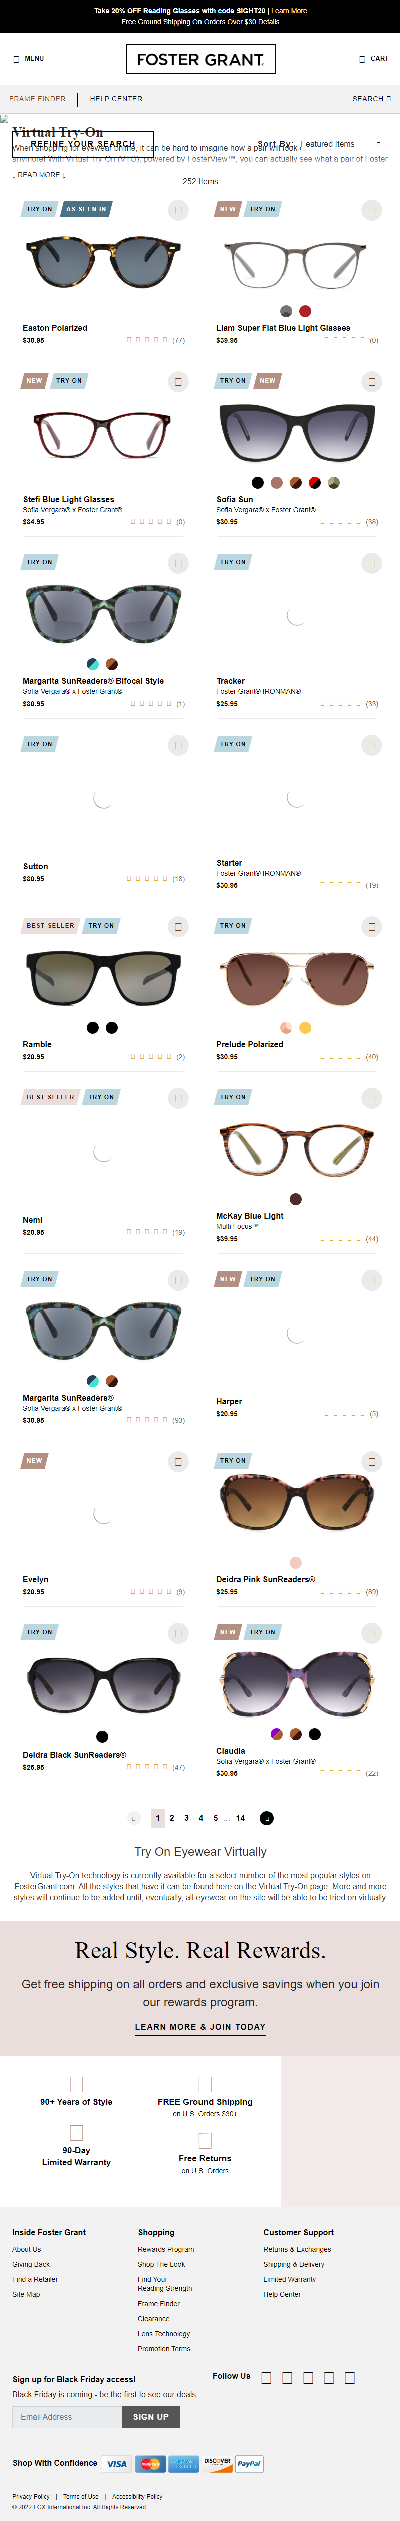 Take 20% OFF Reading Glasses with code SIGHT20 | Learn More
Free Ground Shipping On Orders Over $30 Details
MENU
FOSTER GRANT
CART
FRAME FINDER
HELP CENTER
SEARCH
Virtual Try-On
REFINE YOUR SEARCH
Sort By: Featured Items
When shopping for eyewear online, it can be hard to imagine how a pair will look
anymore! With Virtual Try-On (VTO), powered by FosterView™, you can actually see what a pair of Foster
READ MORE
252 Items
TRY ON
AS SEEN IN
NEW
TRY ON
Easton Polarized
$30.95
(77)
Liam Super Flat Blue Light Glasses
$39.95
(0)
NEW
TRY ON
TRY ON
NEW
Stefi Blue Light Glasses
Sofia Vergara® x Foster Grant®
$34.95
(0)
Sofia Sun
Sofia Vergara® x Foster Grant®
$30.95
(38)
TRY ON
TRY ON
Margarita SunReaders® Bifocal Style
Sofia Vergara® x Foster Grant®
$30.95
(1)
Tracker
Foster Grant® IRONMAN®
$25.95
(33)
TRY ON
TRY ON
Sutton
$30.95
(18)
Starter
Foster Grant® IRONMAN®
$30.95
(19)
BEST SELLER
TRY ON
TRY ON
Ramble
$20.95
(2)
Prelude Polarized
$30.95
(40)
BEST SELLER
TRY ON
TRY ON
Nemi
$20.95
(19)
McKay Blue Light
Multi Focus™
$39.95
(44)
TRY ON
NEW
TRY ON
Margarita SunReaders®
Sofia Vergara® x Foster Grant®
$30.95
(93)
Harper
$20.95
(5)
NEW
TRY ON
Evelyn
$20.95
(9)
Deidra Pink SunReaders®
$25.95
(89)
TRY ON
NEW
TRY ON
Deidra Black SunReaders®
$25.95
(47)
Claudia
Sofia Vergara® x Foster Grant®
$30.95
(22)
1 2 3 4 5 ... 14
Try On Eyewear Virtually
Virtual Try-On technology is currently available for a select number of the most popular styles on
FosterGrant.com. All the styles that have it can be found here on the Virtual Try-On page. More and more
styles will continue to be added until, eventually, all eyewear on the site will be able to be tried on virtually.
Real Style. Real Rewards.
Get free shipping on all orders and exclusive savings when you join
our rewards program.
LEARN MORE & JOIN TODAY
90+ Years of Style
FREE Ground Shipping
on U.S. Orders $30+
90-Day
Limited Warranty
Free Returns
on U.S. Orders
Inside Foster Grant
About Us
Giving Back
Find a Retailer
Site Map
Shopping
Rewards Program
Shop The Look
Find Your
Reading Strength
Frame Finder
Clearance
Lens Technology
Promotion Terms
Customer Support
Returns & Exchanges
Shipping & Delivery
Limited Warranty
Help Center
Sign up for Black Friday access!
Black Friday is coming - be the first to see our deals
Email Address
SIGN UP
Follow Us
Shop With Confidence
VISA
MasterCard
AMERICAN EXPRESS
DISCOVER
PayPal
Privacy Policy | Terms of Use | Accessibility Policy
© 2022 FGX International Inc. All Rights Reserved